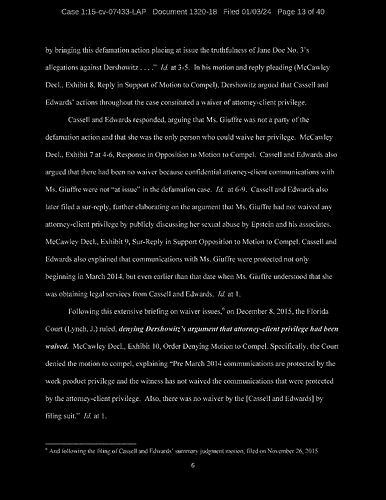 Case 1:15-cv-07433-LAP Document 1320-18 Filed 01/03/24 Page 13 of 40
by bringing this defamation action placing at issue the truthfulness of Jane Doe No. 3's
allegations against Dershowitz . . . ." Id. at 3-5. In his motion and reply pleading (McCawley
Decl., Exhibit 8, Reply in Support of Motion to Compel), Dershowitz argued that Cassell and
Edwards' actions throughout the case constituted a waiver of attorney-client privilege.
Cassell and Edwards responded, arguing that Ms. Giuffre was not a party of the
defamation action and that she was the only person who could waive her privilege. McCawley
Decl., Exhibit 7 at 4-6, Response in Opposition to Motion to Compel. Cassell and Edwards also
argued that there had been no waiver because confidential attorney-client communications with
Ms. Giuffre were not "at issue" in the defamation case. Id. at 6-9. Cassell and Edwards also
later filed a sur-reply, further elaborating on the argument that Ms. Giuffre had not waived any
attorney-client privilege by publicly discussing her sexual abuse by Epstein and his associates.
McCawley Decl., Exhibit 9, Sur-Reply in Support Opposition to Motion to Compel. Cassell and
Edwards also explained that communications with Ms. Giuffre were protected not only
beginning in March 2014, but even earlier than that date when Ms. Giuffre understood that she
was obtaining legal services from Cassell and Edwards. Id. at 1.
Following this extensive briefing on waiver issues,6 on December 8, 2015, the Florida
Court (Lynch, J.) ruled, denying Dershowitz's argument that attorney-client privilege had been
waived. McCawley Decl., Exhibit 10, Order Denying Motion to Compel. Specifically, the Court
denied the motion to compel, explaining "Pre March 2014 communications are protected by the
work product privilege and the witness has not waived the communications that were protected
by the attorney-client privilege. Also, there was no waiver by the [Cassell and Edwards] by
filing suit." Id. at 1.
6 And following the filing of Cassell and Edwards' summary judgment motion, filed on November 26, 2015.
6